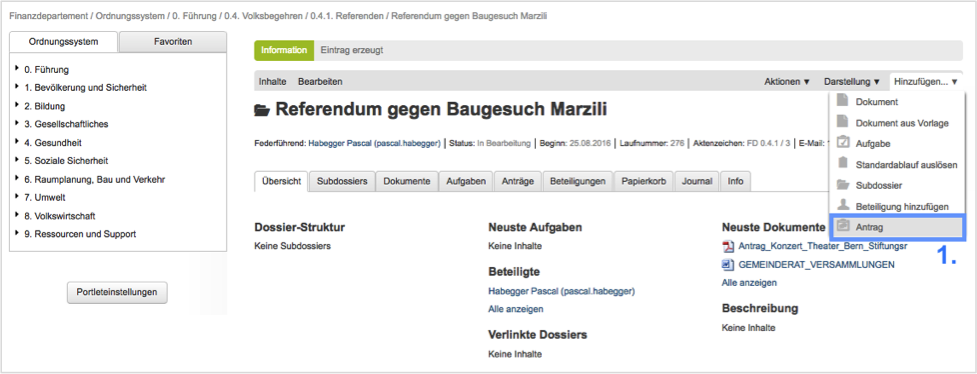 Finanzdepartement / Ordnungssystem / 0. Führung / 0.4. Volksbegehren / 0.4.1. Referenden / Referendum gegen Baugesuch Marzili
Ordnungssystem Favoriten
0. Führung
1. Bevölkerung und Sicherheit
2. Bildung
3. Gesellschaftliches
4. Gesundheit
5. Soziale Sicherheit
6. Raumplanung, Bau und Verkehr
7. Umwelt
8. Volkswirtschaft
9. Ressourcen und Support
Portleteinstellungen
Information Eintrag erzeugt
Inhalte Bearbeiten Aktionen ▼ Darstellung ▼ Hinzufügen... ▼
Dokument
Dokument aus Vorlage
Aufgabe
Standardablauf auslösen
Subdossier
Beteiligung hinzufügen
Antrag
1.
Referendum gegen Baugesuch Marzili
Federführend: Habegger Pascal (pascal.habegger) | Status: In Bearbeitung | Beginn: 25.08.2016 | Laufnummer: 276 | Aktenzeichen: FD 0.4.1 / 3 | E-Mail:
Übersicht Subdossiers Dokumente Aufgaben Anträge Beteiligungen Papierkorb Journal Info
Dossier-Struktur
Keine Subdossiers
Neuste Aufgaben
Keine Inhalte
Beteiligte
Habegger Pascal (pascal.habegger)
Alle anzeigen
Verlinkte Dossiers
Keine Inhalte
Neuste Dokumente
Antrag_Konzert_Theater_Bern_Stiftungsr
GEMEINDERAT_VERSAMMLUNGEN
Alle anzeigen
Beschreibung
Keine Inhalte